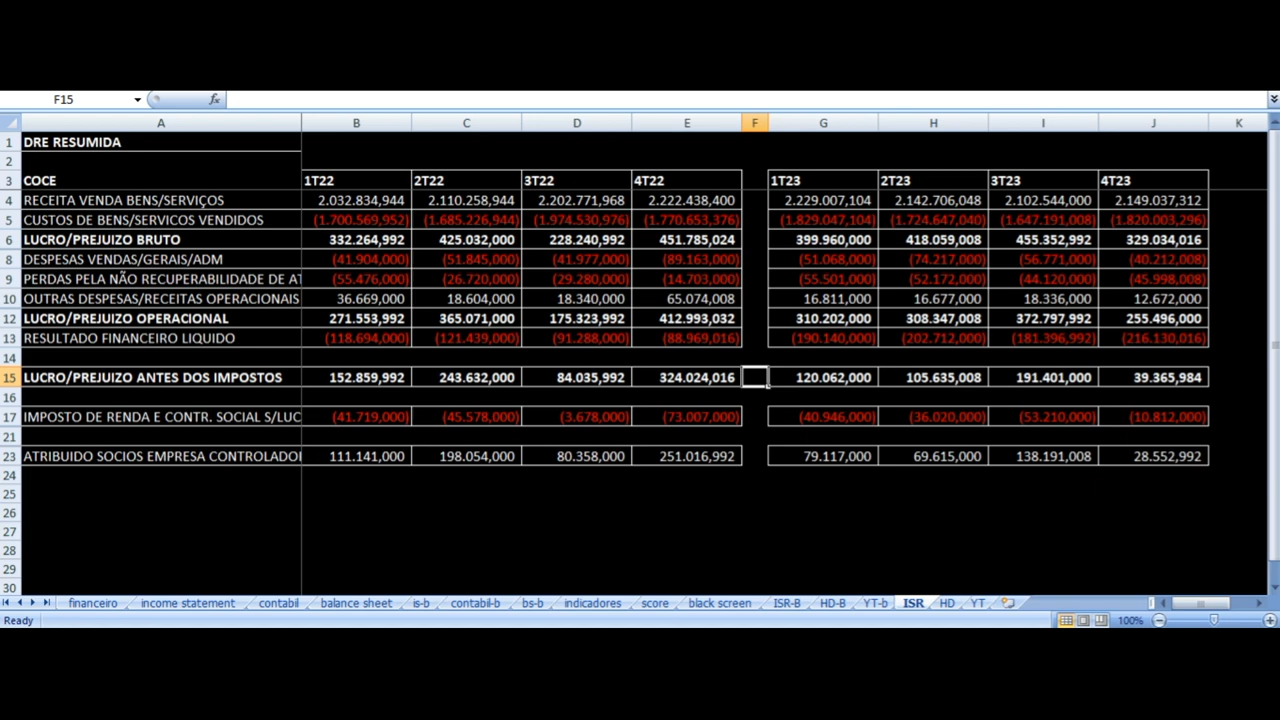 F15 fx
A B C D E F G H I J K
1 DRE RESUMIDA
2
3 COCE 1T22 2T22 3T22 4T22 1T23 2T23 3T23 4T23
4 RECEITA VENDA BENS/SERVIÇOS 2.032.834,944 2.110.258,944 2.202.771,968 2.222.438,400 2.229.007,104 2.142.706,048 2.102.544,000 2.149.037,312
5 CUSTOS DE BENS/SERVICOS VENDIDOS (1.700.569,952) (1.685.226,944) (1.974.530,976) (1.770.653,376) (1.829.047,104) (1.724.647,040) (1.647.191,008) (1.820.003,296)
6 LUCRO/PREJUIZO BRUTO 332.264,992 425.032,000 228.240,992 451.785,024 399.960,000 418.059,008 455.352,992 329.034,016
8 DESPESAS VENDAS/GERAIS/ADM (41.904,000) (51.845,000) (41.977,000) (89.163,000) (51.068,000) (74.217,000) (56.771,000) (40.212,008)
9 PERDAS PELA NÃO RECUPERABILIDADE DE AT (55.476,000) (26.720,000) (29.280,000) (14.703,000) (55.501,000) (52.172,000) (44.120,000) (45.998,008)
10 OUTRAS DESPESAS/RECEITAS OPERACIONAIS 36.669,000 18.604,000 18.340,000 65.074,008 16.811,000 16.677,000 18.336,000 12.672,000
12 LUCRO/PREJUIZO OPERACIONAL 271.553,992 365.071,000 175.323,992 412.993,032 310.202,000 308.347,008 372.797,992 255.496,000
13 RESULTADO FINANCEIRO LIQUIDO (118.694,000) (121.439,000) (91.288,000) (88.969,016) (190.140,000) (202.712,000) (181.396,992) (216.130,016)
14
15 LUCRO/PREJUIZO ANTES DOS IMPOSTOS 152.859,992 243.632,000 84.035,992 324.024,016 120.062,000 105.635,008 191.401,000 39.365,984
16
17 IMPOSTO DE RENDA E CONTR. SOCIAL S/LUC (41.719,000) (45.578,000) (3.678,000) (73.007,000) (40.946,000) (36.020,000) (53.210,000) (10.812,000)
21
23 ATRIBUIDO SOCIOS EMPRESA CONTROLADO 111.141,000 198.054,000 80.358,000 251.016,992 79.117,000 69.615,000 138.191,008 28.552,992
24
25
26
27
28
29
30
financeiro income statement contabil balance sheet is-b contabil-b bs-b indicadores score black screen ISR-B HD-B YT-b ISR HD YT
Ready 100%